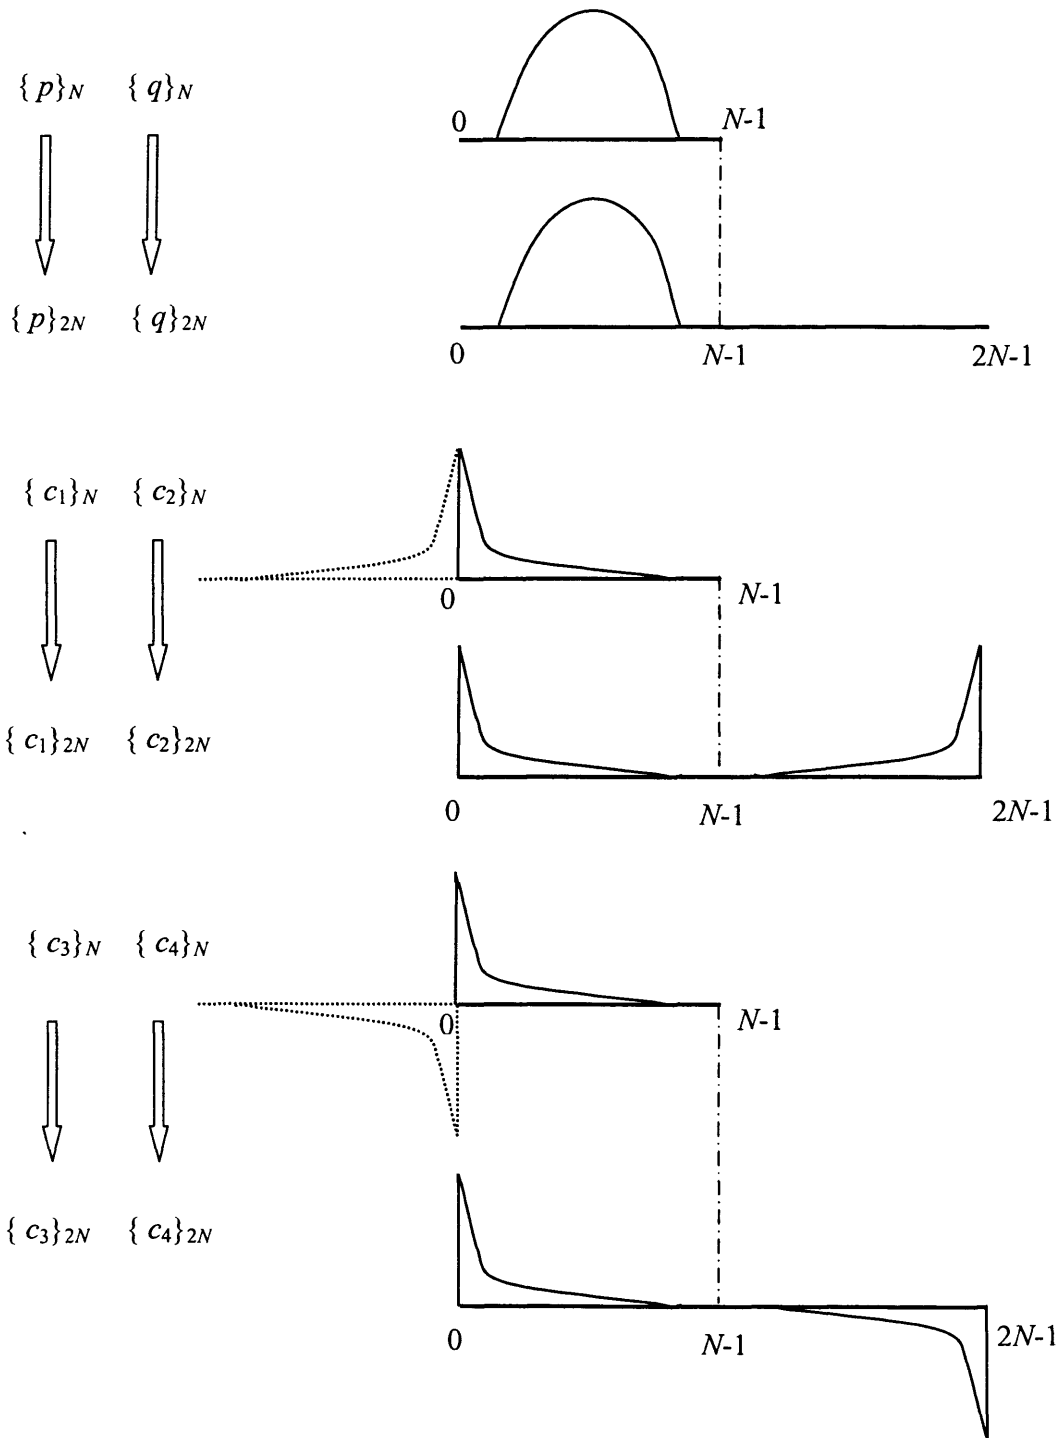 { p}N { q}N
0 N-1
{ p}2N { q}2N
0 N-1 2N-1
{ c1}N { c2}N
0 N-1
{ c1}2N { c2}2N
0 N-1 2N-1
{ c3}N { c4}N
0 N-1
{ c3}2N { c4}2N
0 N-1 2N-1